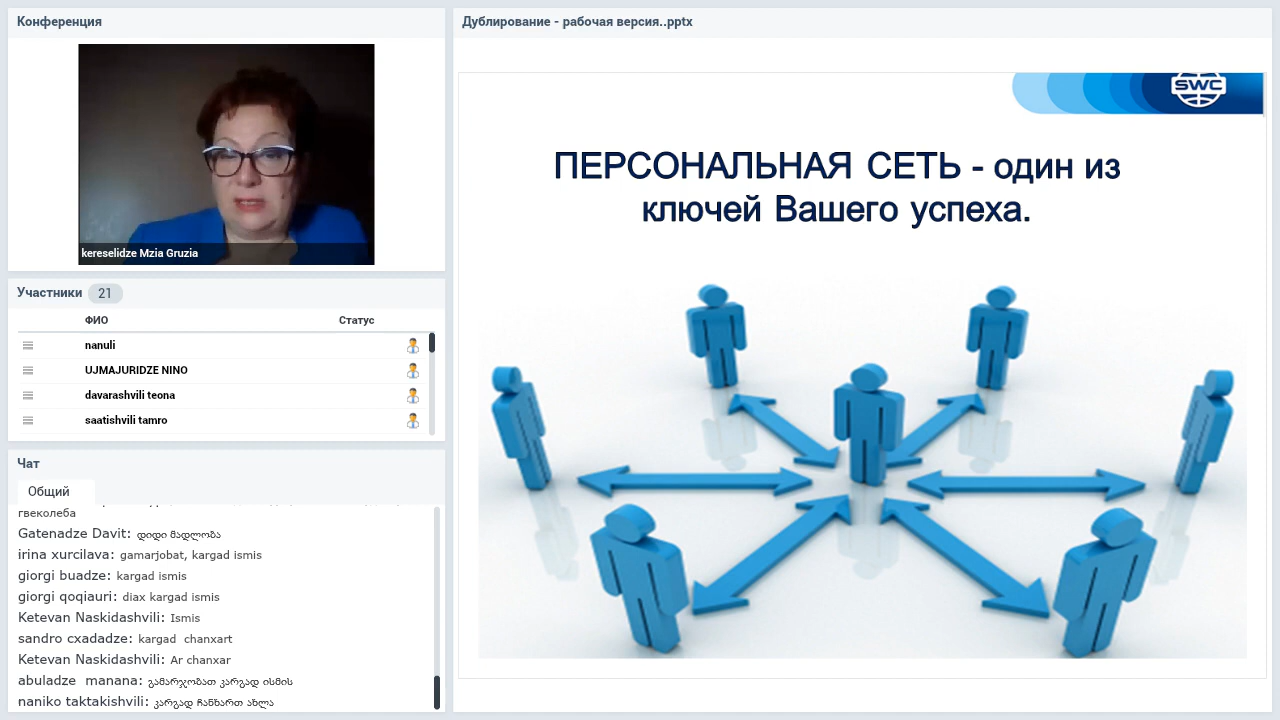 Конференция
kereselidze Mzia Gruzia
Участники 21
ФИО Статус
nanuli
UJMAJURIDZE NINO
davarashvili teona
saatishvili tamro
Чат
Общий
гвеколеба
Gatenadze Davit: დიდი მადლობა
irina xurcilava: gamarjobat, kargad ismis
giorgi buadze: kargad ismis
giorgi qoqiauri: diax kargad ismis
Ketevan Naskidashvili: Ismis
sandro cxadadze: kargad chanxart
Ketevan Naskidashvili: Ar chanxar
abuladze manana: გამარჯობათ კარგად ისმის
naniko taktakishvili: კარგად ჩანხართ ახლა
Дублирование - рабочая версия..pptx
SWC
ПЕРСОНАЛЬНАЯ СЕТЬ - один из
ключей Вашего успеха.